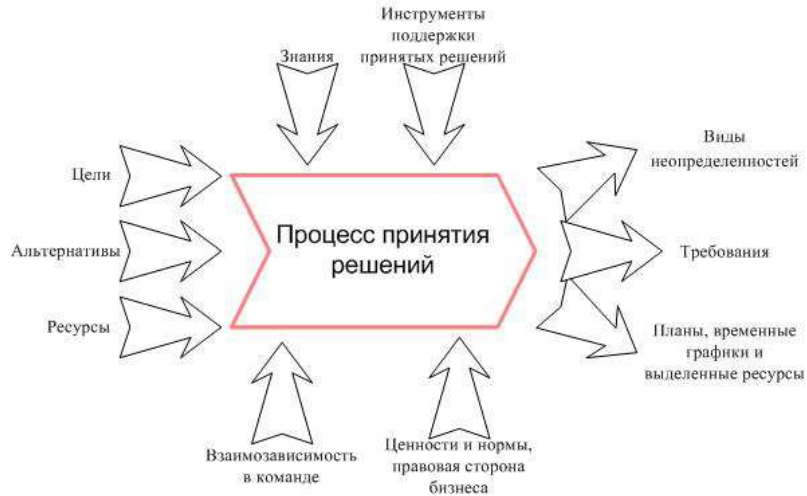 Инструменты
поддержки
принятых решений
Знания
Цели
Альтернативы
Ресурсы
Процесс принятия
решений
Виды
неопределенностей
Требования
Планы, временные
графики и
выделенные ресурсы
Взаимозависимость
в команде
Ценности и нормы,
правовая сторона
бизнеса